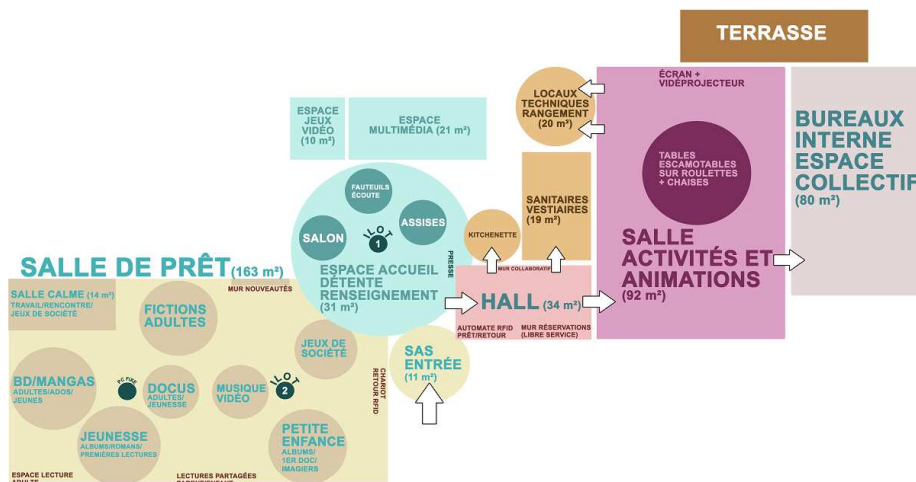 TERRASSE
ÉCRAN +
VIDÉPROJECTEUR
LOCAUX
TECHNIQUES
RANGEMENT
(20 m²)
ESPACE
JEUX
VIDÉO
(10 m²)
ESPACE
MULTIMÉDIA (21 m²)
BUREAUX
INTERNE
ESPACE
COLLECTIF
(80 m²)
TABLES
ESCAMOTABLES
SUR ROULETTES
+ CHAISES
FAUTEUILS
ÉCOUTE
SALON
ILOT
1
ASSISES
SANITAIRES
VESTIAIRES
(19 m²)
KITCHENETTE
SALLE
ACTIVITÉS ET
ANIMATIONS
(92 m²)
PRESSE
MUR COLLABORATIF
ESPACE ACCUEIL
DÉTENTE
RENSEIGNEMENT
(31 m²)
HALL (34 m²)
AUTOMATE RFID
PRÊT/RETOUR
MUR RÉSERVATIONS
(LIBRE SERVICE)
SALLE DE PRÊT (163 m²)
MUR NOUVEAUTÉS
SALLE CALME (14 m²)
TRAVAIL/RENCONTRE/
JEUX DE SOCIÉTÉ
FICTIONS
ADULTES
JEUX DE
SOCIÉTÉ
SAS
ENTRÉE
(11 m²)
CHARIOT
RETOUR RFID
BD/MANGAS
ADULTES/ADOS/
JEUNES
PC FIXE
DOCUS
ADULTES/
JEUNESSE
MUSIQUE
VIDÉO
ILOT
2
JEUNESSE
ALBUMS/ROMANS/
PREMIÈRES LECTURES
PETITE
ENFANCE
ALBUMS/
1ER DOC/
IMAGIERS
ESPACE LECTURE
LECTURES PARTAGÉES